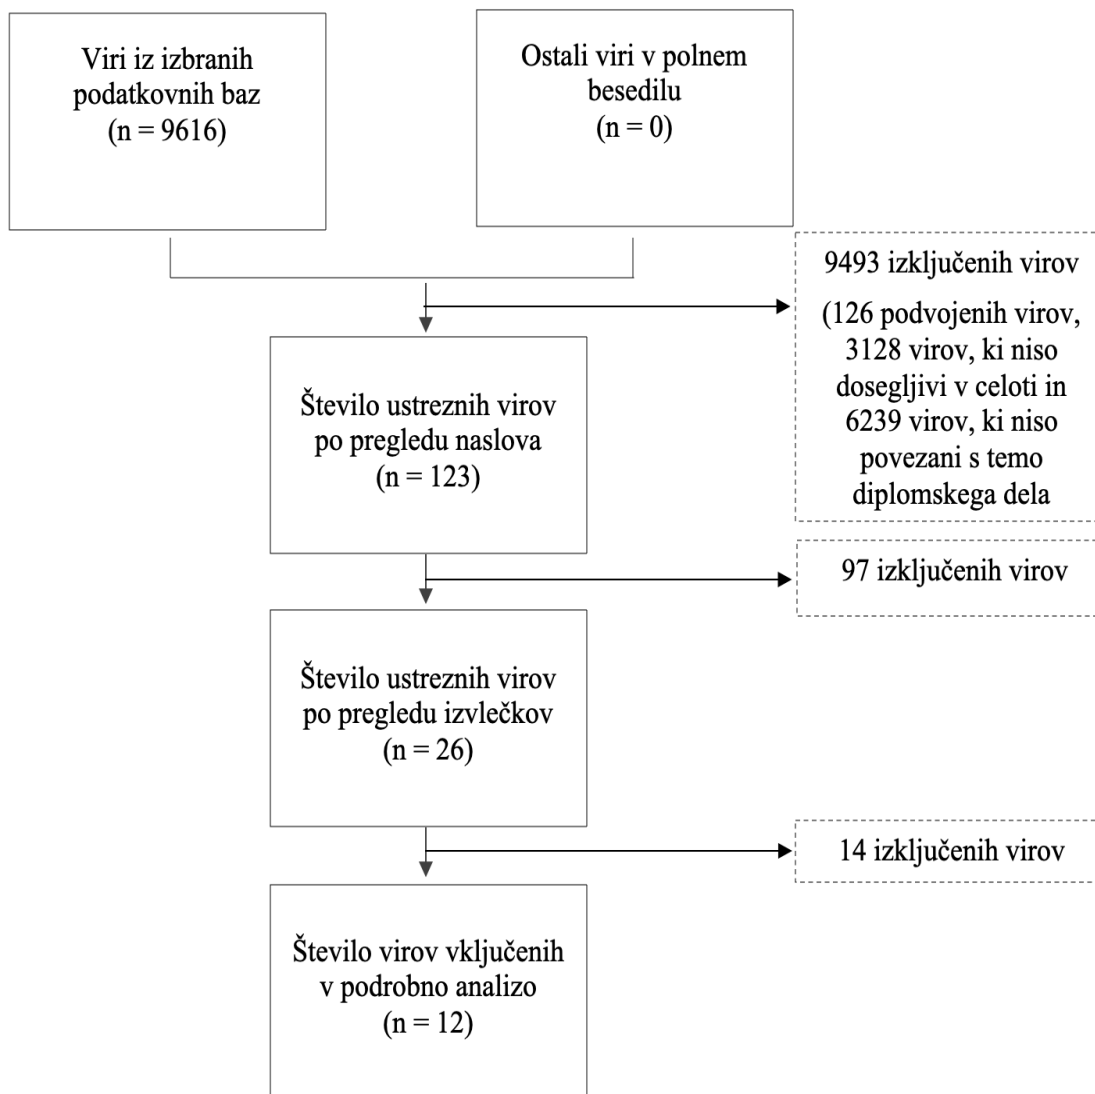 Viri iz izbranih
podatkovnih baz
(n = 9616)
Ostali viri v polnem
besedilu
(n = 0)
9493 izključenih virov
(126 podvojenih virov,
3128 virov, ki niso
dosegljivi v celoti in
6239 virov, ki niso
povezani s temo
diplomskega dela
Število ustreznih virov
po pregledu naslova
(n = 123)
97 izključenih virov
Število ustreznih virov
po pregledu izvlečkov
(n = 26)
14 izključenih virov
Število virov vključenih
v podrobno analizo
(n = 12)